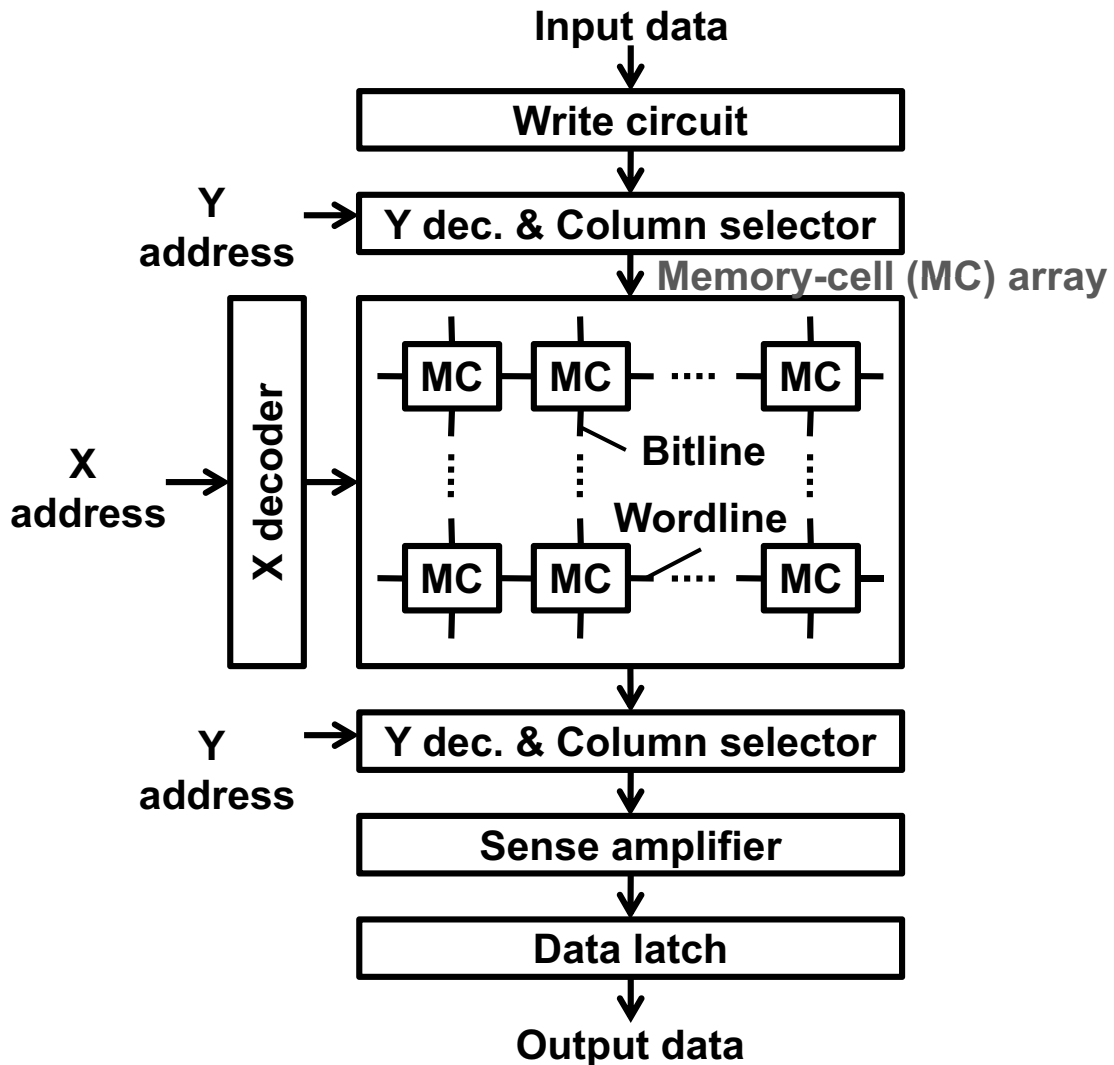 Input data
Write circuit
Y
address
Y dec. & Column selector
Memory-cell (MC) array
MC MC ···· MC
Bitline
X
address
X decoder
Wordline
MC MC ···· MC
Y
address
Y dec. & Column selector
Sense amplifier
Data latch
Output data